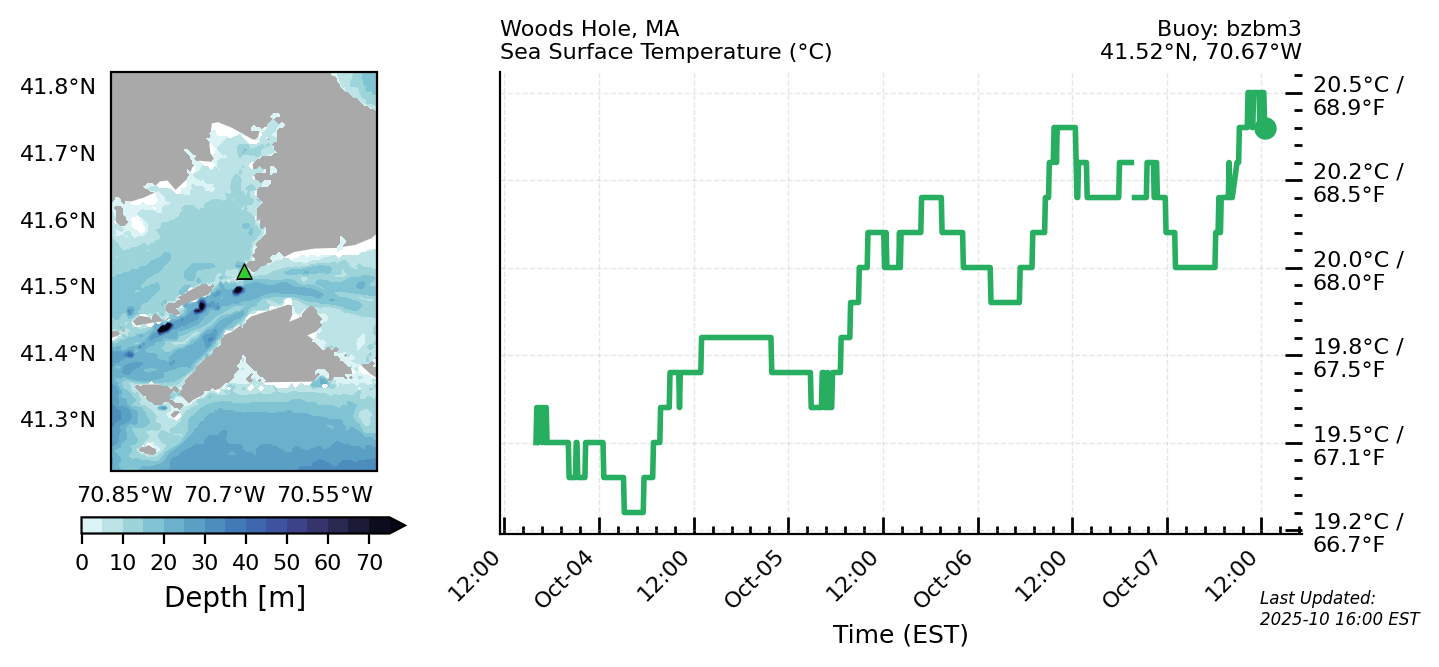 Woods Hole, MA
Sea Surface Temperature (°C)
Buoy: bzbm3
41.52°N, 70.67°W
41.8°N
41.7°N
41.6°N
41.5°N
41.4°N
41.3°N
70.85°W 70.7°W 70.55°W
0 10 20 30 40 50 60 70
Depth [m]
20.5°C /
68.9°F
20.2°C /
68.5°F
20.0°C /
68.0°F
19.8°C /
67.5°F
19.5°C /
67.1°F
19.2°C /
66.7°F
12:00
Oct-04
12:00
Oct-05
12:00
Oct-06
12:00
Oct-07
12:00
Time (EST)
Last Updated:
2025-10 16:00 EST